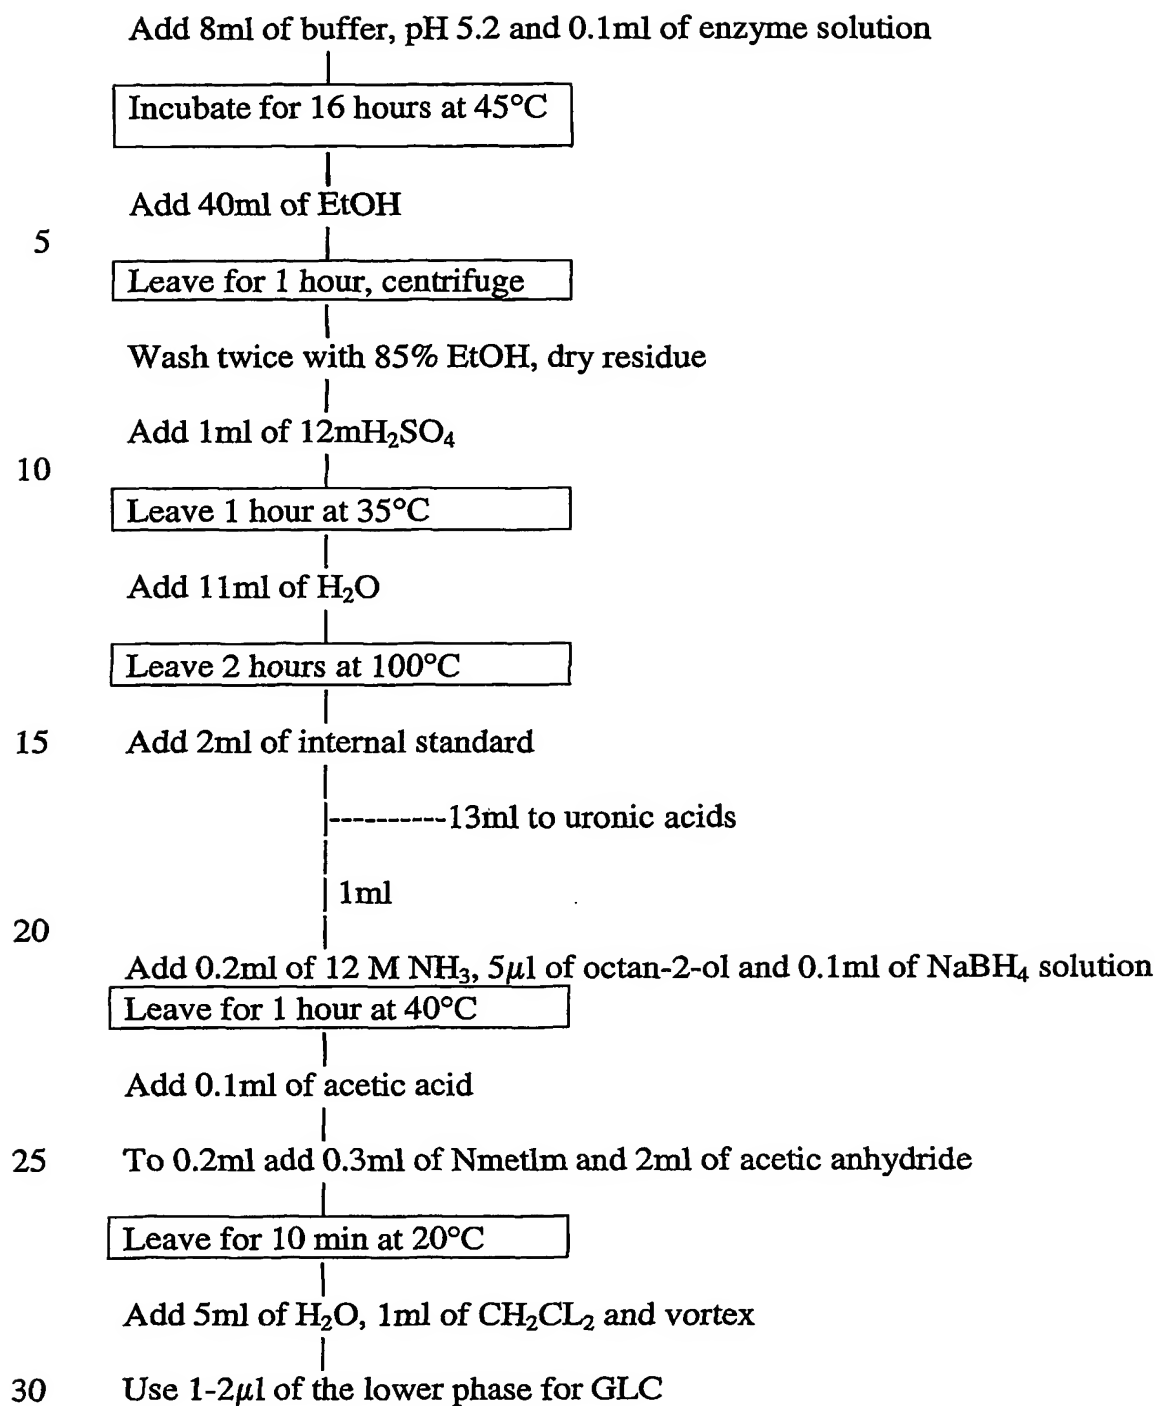 Add 8ml of buffer, pH 5.2 and 0.1ml of enzyme solution
Incubate for 16 hours at 45°C
Add 40ml of EtOH
5
Leave for 1 hour, centrifuge
Wash twice with 85% EtOH, dry residue
Add 1ml of 12mH₂SO₄
10
Leave 1 hour at 35°C
Add 11ml of H₂O
Leave 2 hours at 100°C
15 Add 2ml of internal standard
13ml to uronic acids
1ml
20
Add 0.2ml of 12 M NH₃, 5μl of octan-2-ol and 0.1ml of NaBH₄ solution
Leave for 1 hour at 40°C
Add 0.1ml of acetic acid
25 To 0.2ml add 0.3ml of Nmetlm and 2ml of acetic anhydride
Leave for 10 min at 20°C
Add 5ml of H₂O, 1ml of CH₂CL₂ and vortex
30 Use 1-2μl of the lower phase for GLC